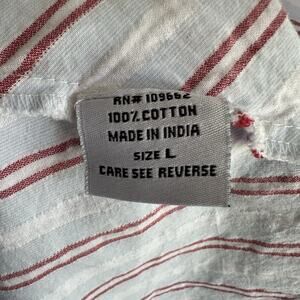 RN# 109662
100% COTTON
MADE IN INDIA
SIZE L
CARE SEE REVERSE